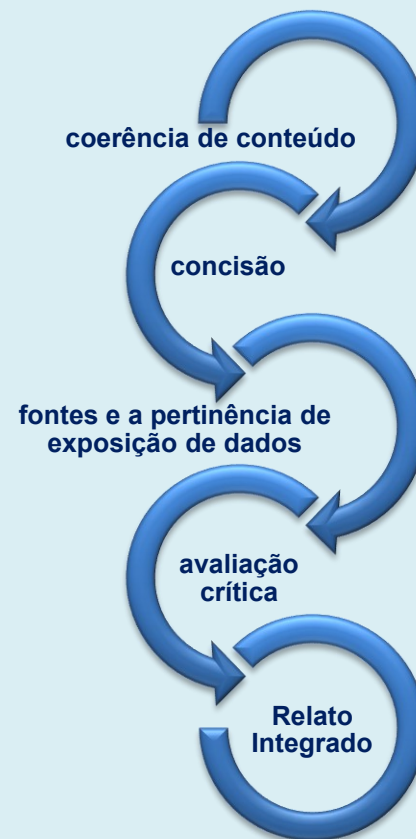 coerência de conteúdo
concisão
fontes e a pertinência de
exposição de dados
avaliação
crítica
Relato
Integrado